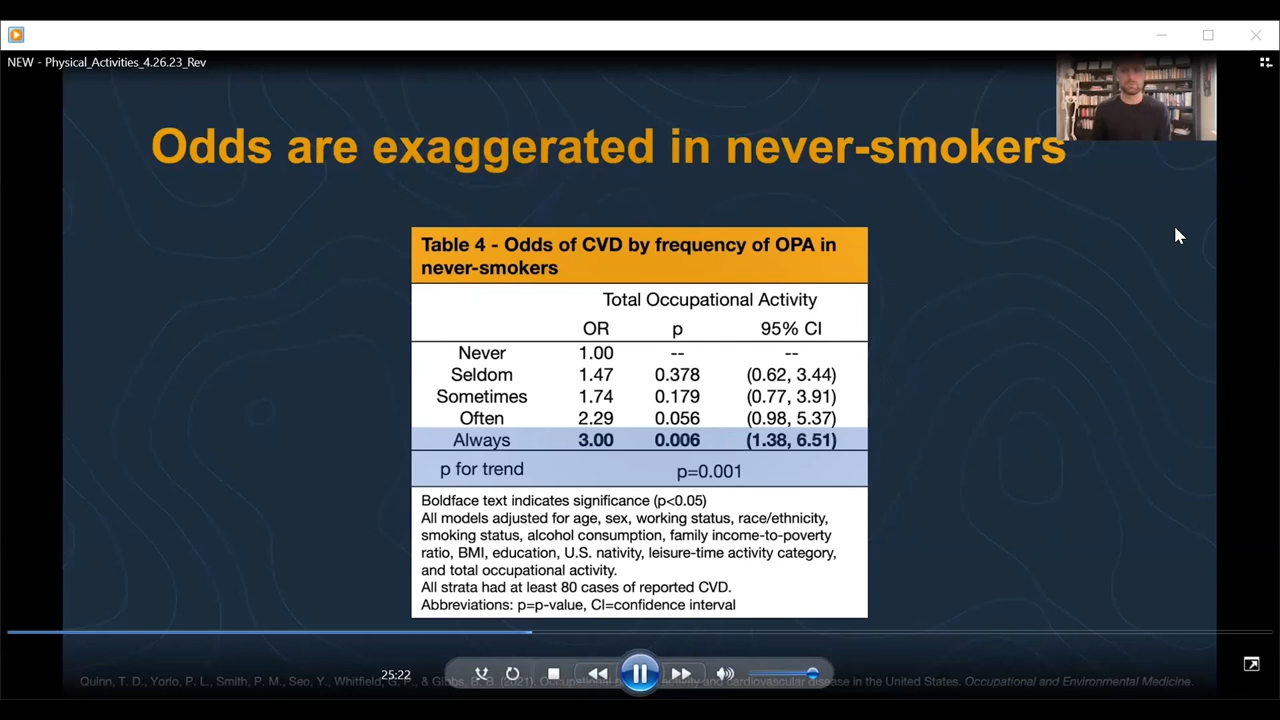 NEW - Physical_Activities_4.26.23_Rev
Odds are exaggerated in never-smokers
Table 4 - Odds of CVD by frequency of OPA in
never-smokers
Total Occupational Activity
OR p 95% CI
Never 1.00 -- --
Seldom 1.47 0.378 (0.62, 3.44)
Sometimes 1.74 0.179 (0.77, 3.91)
Often 2.29 0.056 (0.98, 5.37)
Always 3.00 0.006 (1.38, 6.51)
p for trend p=0.001
Boldface text indicates significance (p<0.05)
All models adjusted for age, sex, working status, race/ethnicity,
smoking status, alcohol consumption, family income-to-poverty
ratio, BMI, education, U.S. nativity, leisure-time activity category,
and total occupational activity.
All strata had at least 80 cases of reported CVD.
Abbreviations: p=p-value, CI=confidence interval
25:22
Quinn, T. D., Yorio, P. L., Smith, P. M., Seo, Y., Whitfield, G. P., & Gibbs, B. B. (2021). Occupational and cardiovascular disease in the United States. Occupational and Environmental Medicine.